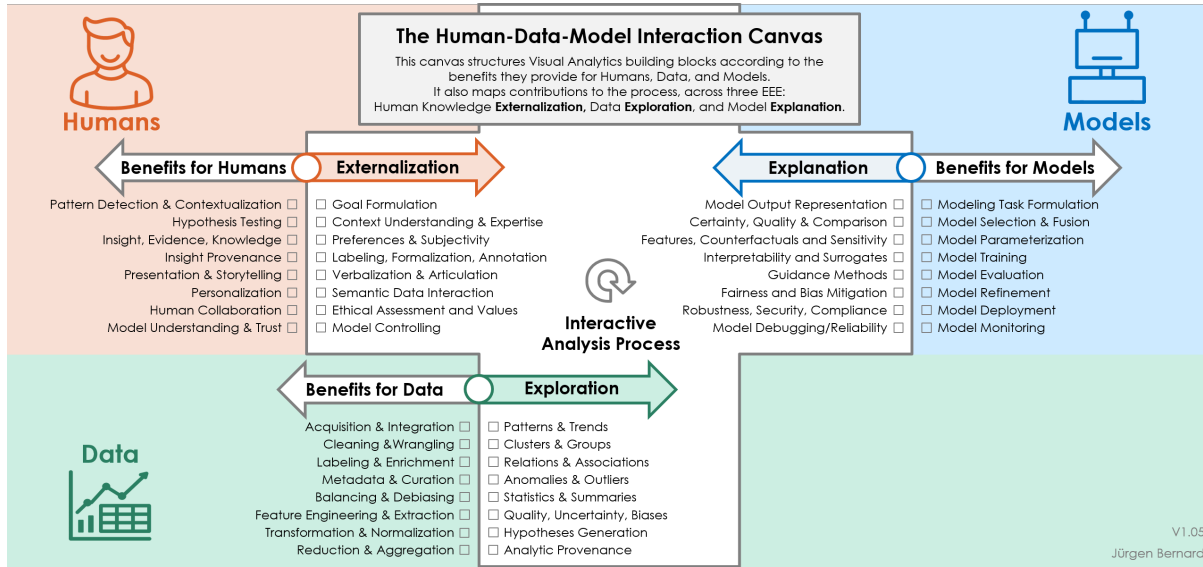 The Human-Data-Model Interaction Canvas
This canvas structures Visual Analytics building blocks according to the
benefits they provide for Humans, Data, and Models.
It also maps contributions to the process, across three EEE:
Human Knowledge Externalization, Data Exploration, and Model Explanation.
Humans
Models
Benefits for Humans
Externalization
Pattern Detection & Contextualization
Hypothesis Testing
Insight, Evidence, Knowledge
Insight Provenance
Presentation & Storytelling
Personalization
Human Collaboration
Model Understanding & Trust
Goal Formulation
Context Understanding & Expertise
Preferences & Subjectivity
Labeling, Formalization, Annotation
Verbalization & Articulation
Semantic Data Interaction
Ethical Assessment and Values
Model Controlling
Interactive
Analysis Process
Explanation
Benefits for Models
Model Output Representation
Certainty, Quality & Comparison
Features, Counterfactuals and Sensitivity
Interpretability and Surrogates
Guidance Methods
Fairness and Bias Mitigation
Robustness, Security, Compliance
Model Debugging/Reliability
Modeling Task Formulation
Model Selection & Fusion
Model Parameterization
Model Training
Model Evaluation
Model Refinement
Model Deployment
Model Monitoring
Data
Benefits for Data
Exploration
Acquisition & Integration
Cleaning &Wrangling
Labeling & Enrichment
Metadata & Curation
Balancing & Debiasing
Feature Engineering & Extraction
Transformation & Normalization
Reduction & Aggregation
Patterns & Trends
Clusters & Groups
Relations & Associations
Anomalies & Outliers
Statistics & Summaries
Quality, Uncertainty, Biases
Hypotheses Generation
Analytic Provenance
V1.05
Jürgen Bernard